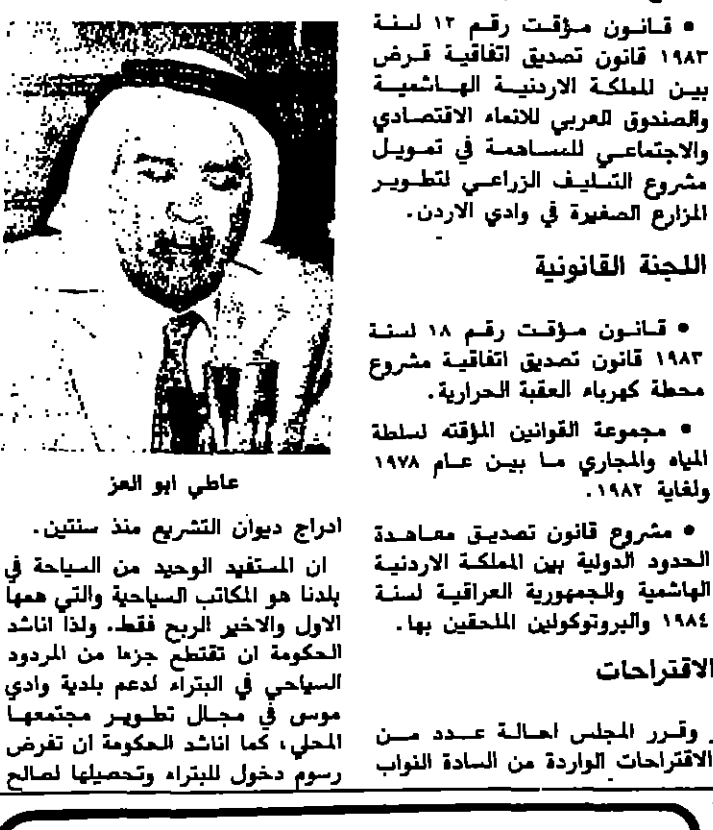 • قانون مؤقت رقم ١٢ لسنة
١٩٨٣ قانون تصديق اتفاقية قرض
بين المملكة الاردنية الهاشمية
والصندوق العربي للانماء الاقتصادي
والاجتماعي للمساهمة في تمويل
مشروع التسليف الزراعي لتطوير
المزارع الصغيرة في وادي الاردن.
اللجنة القانونية
• قانون مؤقت رقم ١٨ لسنة
١٩٨٣ قانون تصديق اتفاقية مشروع
محطة كهرباء العقبة الحرارية.
• مجموعة القوانين المؤقته لسلطة
المياه والمجاري ما بين عام ١٩٧٨
ولغاية ١٩٨٢.
• مشروع قانون تصديق معاهدة
الحدود الدولية بين المملكة الاردنية
الهاشمية والجمهورية العراقية لسنة
١٩٨٤ والبروتوكولين الملحقين بها.
الاقتراحات
وقرر المجلس احالة عدد من
الاقتراحات الواردة من السادة النواب
عاطي ابو العز
ادراج ديوان التشريع منذ سنتين.
ان المستفيد الوحيد من السياحة في
بلدنا هو المكاتب السياحية والتي همها
الاول والاخير الربح فقط. ولذا اناشد
الحكومة ان تقتطع جزءا من المردود
السياحي في البتراء لدعم بلدية وادي
موسى في مجال تطوير مجتمعها
المحلي، كما اناشد الحكومة ان تفرض
رسوم دخول للبتراء وتحصيلها لصالح